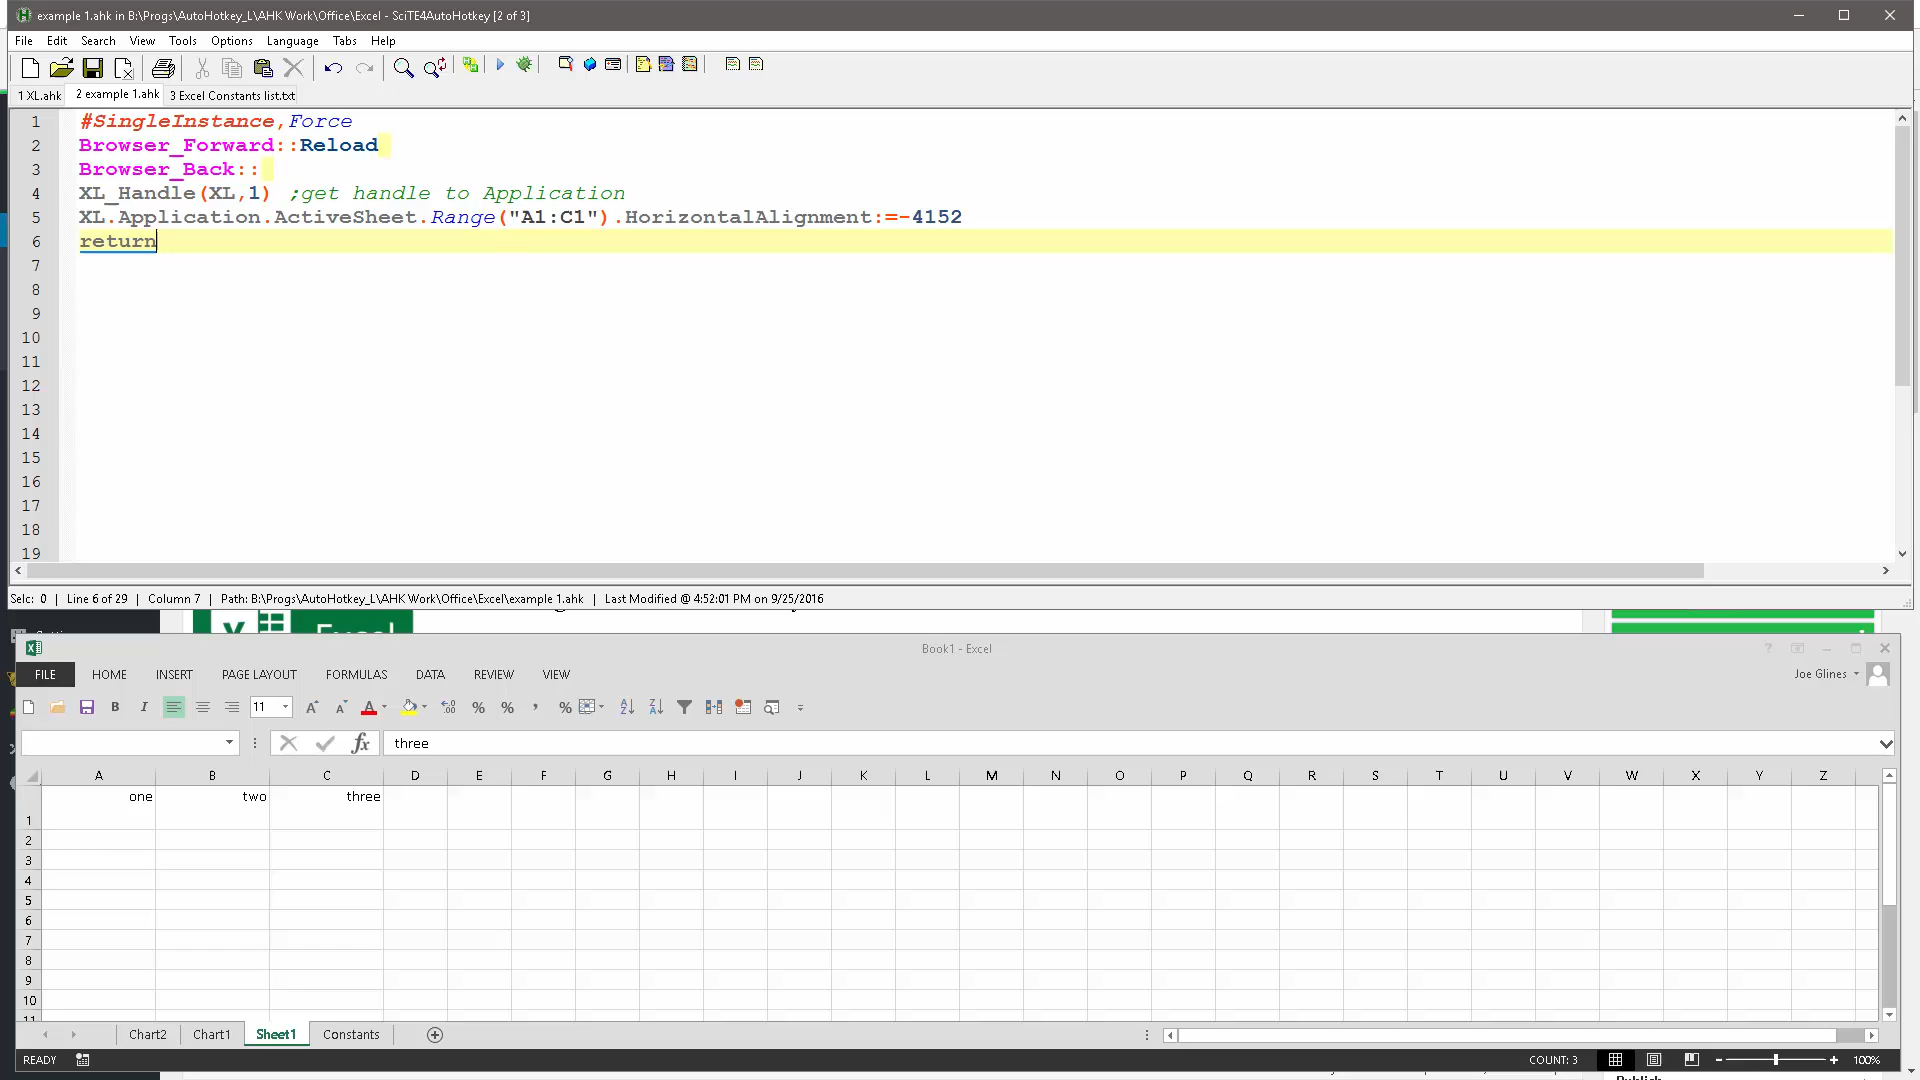 example 1.ahk in B:\Progs\AutoHotkey_L\AHK Work\Office\Excel - SciTE4AutoHotkey [2 of 3]
File Edit Search View Tools Options Language Tabs Help
1 XL.ahk 2 example 1.ahk 3 Excel Constants list.txt
1 #SingleInstance,Force
2 Browser_Forward::Reload
3 Browser_Back::
4 XL_Handle(XL,1) ;get handle to Application
5 XL.Application.ActiveSheet.Range("A1:C1").HorizontalAlignment:=-4152
6 return
7
8
9
10
11
12
13
14
15
16
17
18
19
Selc: 0 | Line 6 of 29 | Column 7 | Path: B:\Progs\AutoHotkey_L\AHK Work\Office\Excel\example 1.ahk | Last Modified @ 4:52:01 PM on 9/25/2016
Excel
Book1 - Excel
FILE HOME INSERT PAGE LAYOUT FORMULAS DATA REVIEW VIEW Joe Glines
B I 11 A A A % % , %
fx three
A B C D E F G H I J K L M N O P Q R S T U V W X Y Z
1 one two three
2
3
4
5
6
7
8
9
10
11
Chart2 Chart1 Sheet1 Constants
READY COUNT: 3 100%